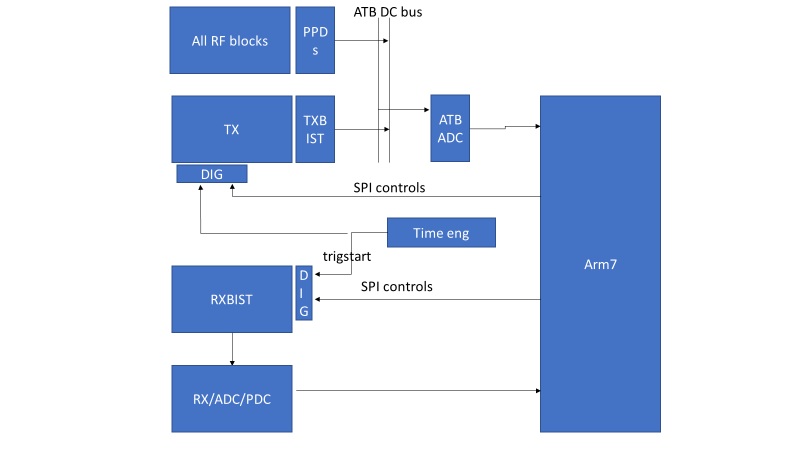 ATB DC bus
All RF blocks
PPD
s
TX
TXB
IST
ATB
ADC
DIG
SPI controls
Time eng
trigstart
Arm7
D
I
G
SPI controls
RXBIST
RX/ADC/PDC